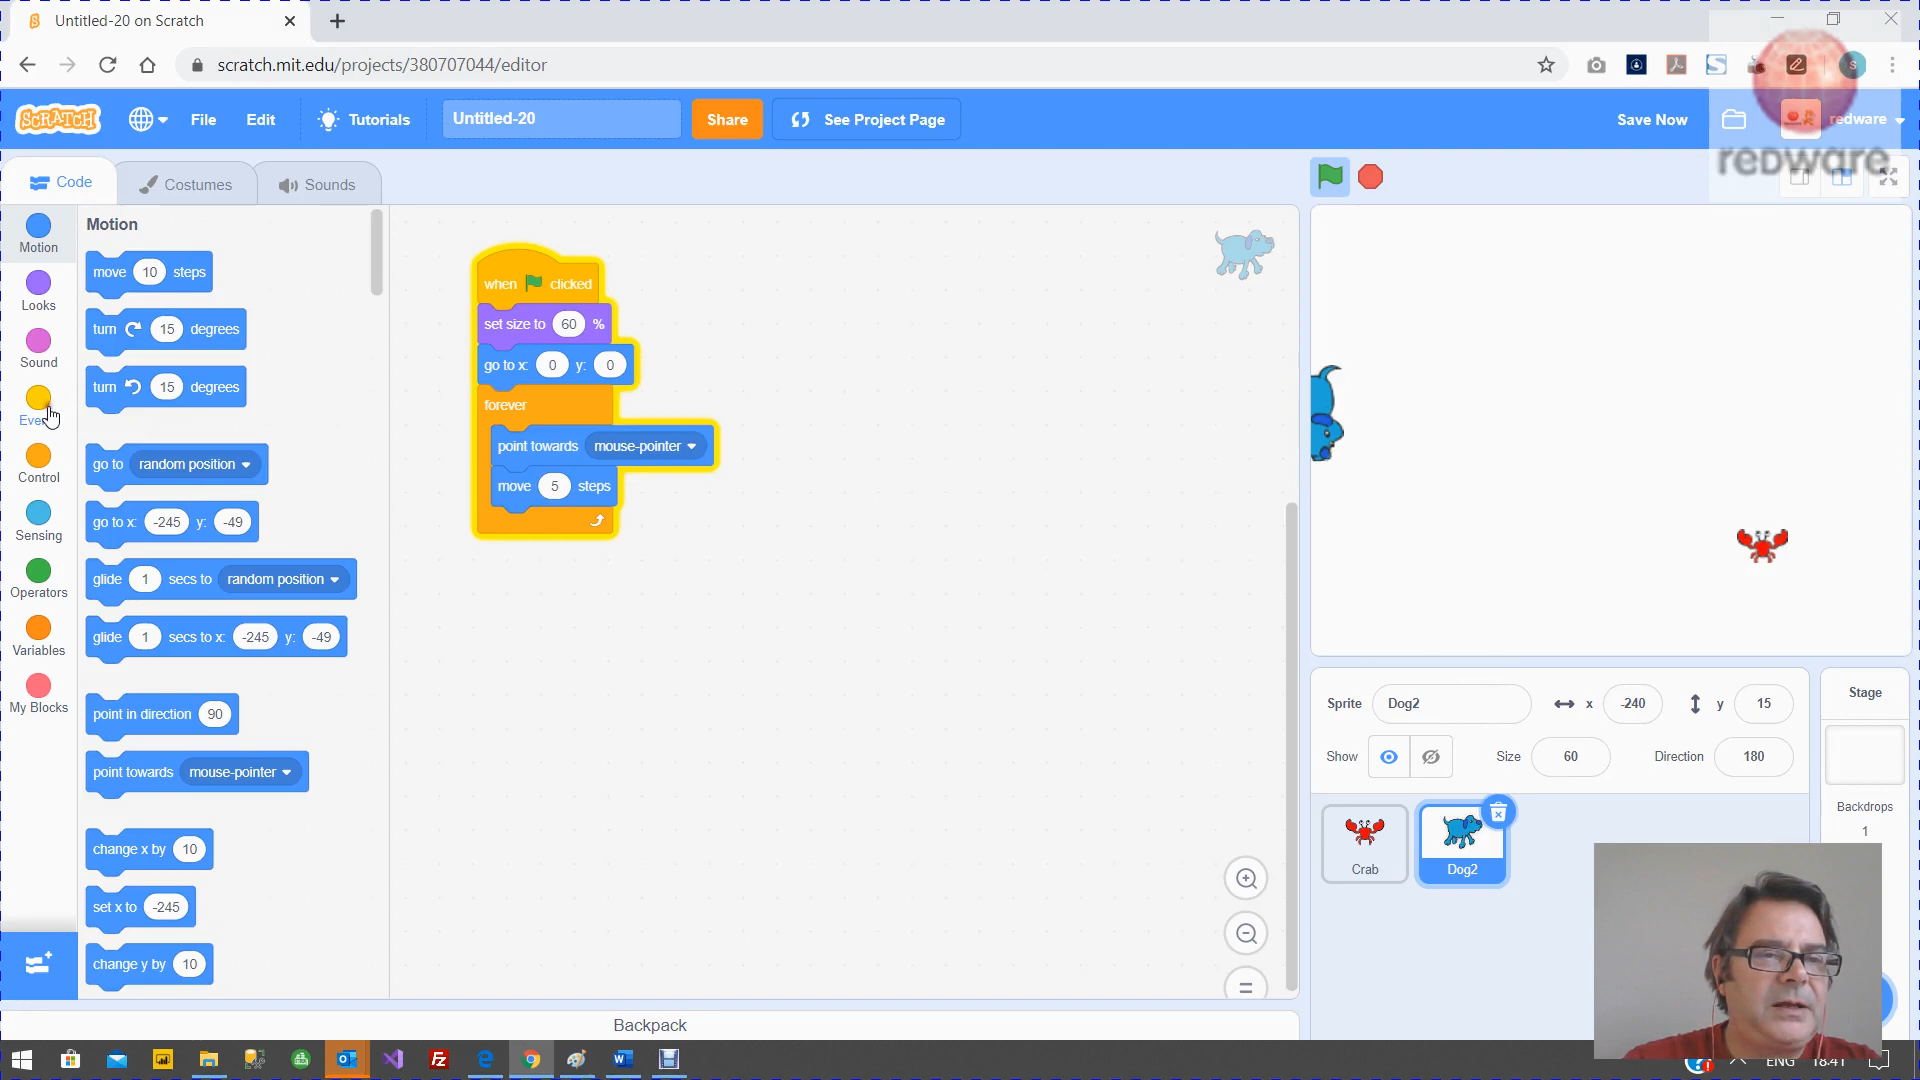 Untitled-20 on Scratch
scratch.mit.edu/projects/380707044/editor
SCRATCH
File
Edit
Tutorials
Untitled-20
Share
See Project Page
Save Now
redware
redware
Code
Costumes
Sounds
Motion
Looks
Sound
Control
Sensing
Operators
Variables
My Blocks
Motion
move 10 steps
turn 15 degrees
turn 15 degrees
go to random position
go to x: -245 y: -49
glide 1 secs to random position
glide 1 secs to x: -245 y: -49
point in direction 90
point towards mouse-pointer
change x by 10
set x to -245
change y by 10
when clicked
set size to 60 %
go to x: 0 y: 0
forever
point towards mouse-pointer
move 5 steps
Sprite Dog2 x -240 y 15
Show Size 60 Direction 180
Crab
Dog2
Stage
Backdrops
1
Backpack
ENG 18:41